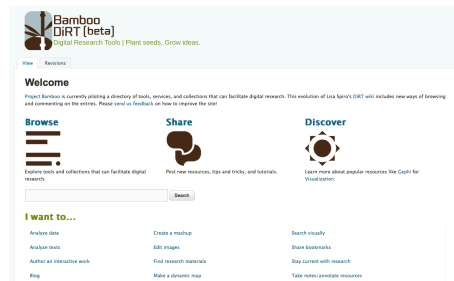 Bamboo
DiRT [beta]
Digital Research Tools | Plant seeds. Grow ideas.
View Revisions
Welcome
Project Bamboo is currently piloting a directory of tools, services, and collections that can facilitate digital research. This evolution of Lisa Spiro's DiRT wiki includes new ways of browsing
and commenting on the entries. Please send us feedback on how to improve the site!
Browse Share Discover
Explore tools and collections that can facilitate digital
research.
Post new resources, tips and tricks, and tutorials.
Learn more about popular resources like Gephi for
Visualization.
Search
I want to...
Analyze data Create a mashup Search visually
Analyze texts Edit images Share bookmarks
Author an interactive work Find research materials Stay current with research
Blog Make a dynamic map Take notes/annotate resources